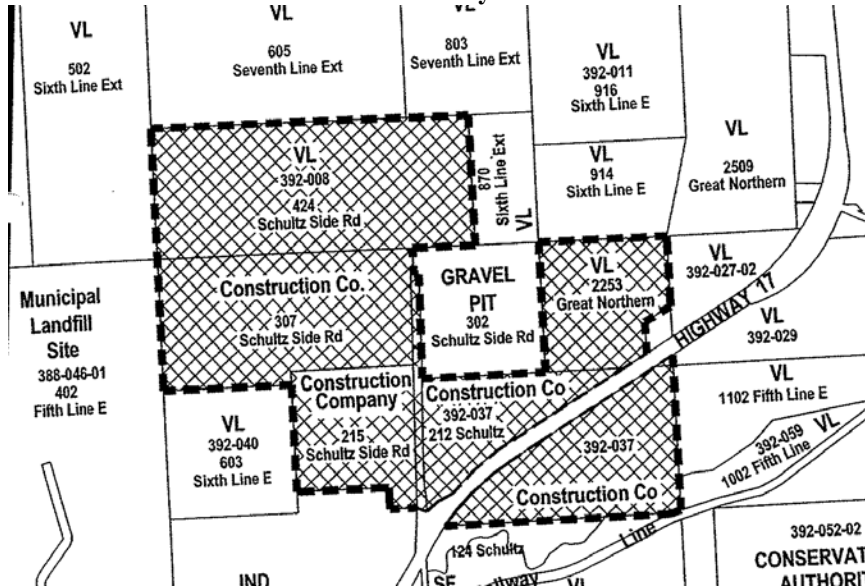 VL
502
Sixth Line Ext
VL
605
Seventh Line Ext
VL
803
Seventh Line Ext
VL
392-011
916
Sixth Line E
VL
2509
Great Northern
VL
392-008
424
Schultz Side Rd
870
Sixth Line Ext
VL
VL
914
Sixth Line E
Municipal
Landfill
Site
388-046-01
402
Fifth Line E
Construction Co.
307
Schultz Side Rd
GRAVEL
PIT
302
Schultz Side Rd
VL
2253
Great Northern
VL
392-027-02
HIGHWAY 17
VL
392-029
VL
1102 Fifth Line E
VL
392-040
603
Sixth Line E
Construction
Company
215
Schultz Side Rd
Construction Co
392-037
212 Schultz
392-037
Construction Co
392-059
VL
1002 Fifth Line
124 Schultz
Line
392-052-02
CONSERVAT
AUTHORIT
IND
SF
VL